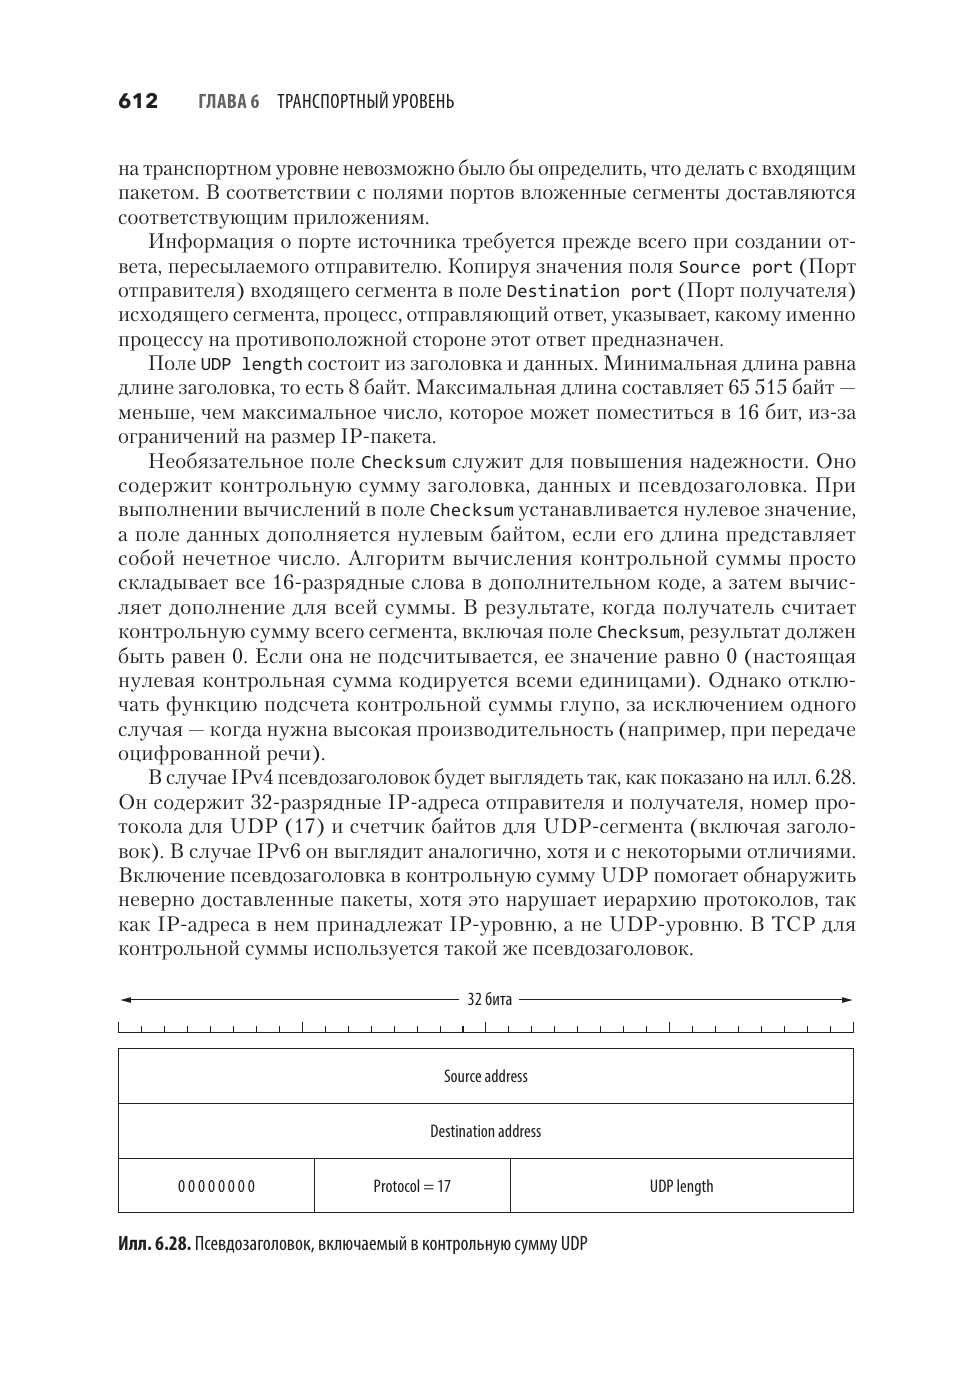 612 ГЛАВА 6 ТРАНСПОРТНЫЙ УРОВЕНЬ
на транспортном уровне невозможно было бы определить, что делать с входящим
пакетом. В соответствии с полями портов вложенные сегменты доставляются
соответствующим приложениям.
Информация о порте источника требуется прежде всего при создании от-
вета, пересылаемого отправителю. Копируя значения поля Source port (Порт
отправителя) входящего сегмента в поле Destination port (Порт получателя)
исходящего сегмента, процесс, отправляющий ответ, указывает, какому именно
процессу на противоположной стороне этот ответ предназначен.
Поле UDP length состоит из заголовка и данных. Минимальная длина равна
длине заголовка, то есть 8 байт. Максимальная длина составляет 65 515 байт —
меньше, чем максимальное число, которое может поместиться в 16 бит, из-за
ограничений на размер IP-пакета.
Необязательное поле Checksum служит для повышения надежности. Оно
содержит контрольную сумму заголовка, данных и псевдозаголовка. При
выполнении вычислений в поле Checksum устанавливается нулевое значение,
а поле данных дополняется нулевым байтом, если его длина представляет
собой нечетное число. Алгоритм вычисления контрольной суммы просто
складывает все 16-разрядные слова в дополнительном коде, а затем вычис-
ляет дополнение для всей суммы. В результате, когда получатель считает
контрольную сумму всего сегмента, включая поле Checksum, результат должен
быть равен 0. Если она не подсчитывается, ее значение равно 0 (настоящая
нулевая контрольная сумма кодируется всеми единицами). Однако отклю-
чать функцию подсчета контрольной суммы глупо, за исключением одного
случая — когда нужна высокая производительность (например, при передаче
оцифрованной речи).
В случае IPv4 псевдозаголовок будет выглядеть так, как показано на илл. 6.28.
Он содержит 32-разрядные IP-адреса отправителя и получателя, номер про-
токола для UDP (17) и счетчик байтов для UDP-сегмента (включая заголо-
вок). В случае IPv6 он выглядит аналогично, хотя и с некоторыми отличиями.
Включение псевдозаголовка в контрольную сумму UDP помогает обнаружить
неверно доставленные пакеты, хотя это нарушает иерархию протоколов, так
как IP-адреса в нем принадлежат IP-уровню, а не UDP-уровню. В TCP для
контрольной суммы используется такой же псевдозаголовок.
32 бита
Source address
Destination address
0 0 0 0 0 0 0 0 Protocol = 17 UDP length
Илл. 6.28. Псевдозаголовок, включаемый в контрольную сумму UDP